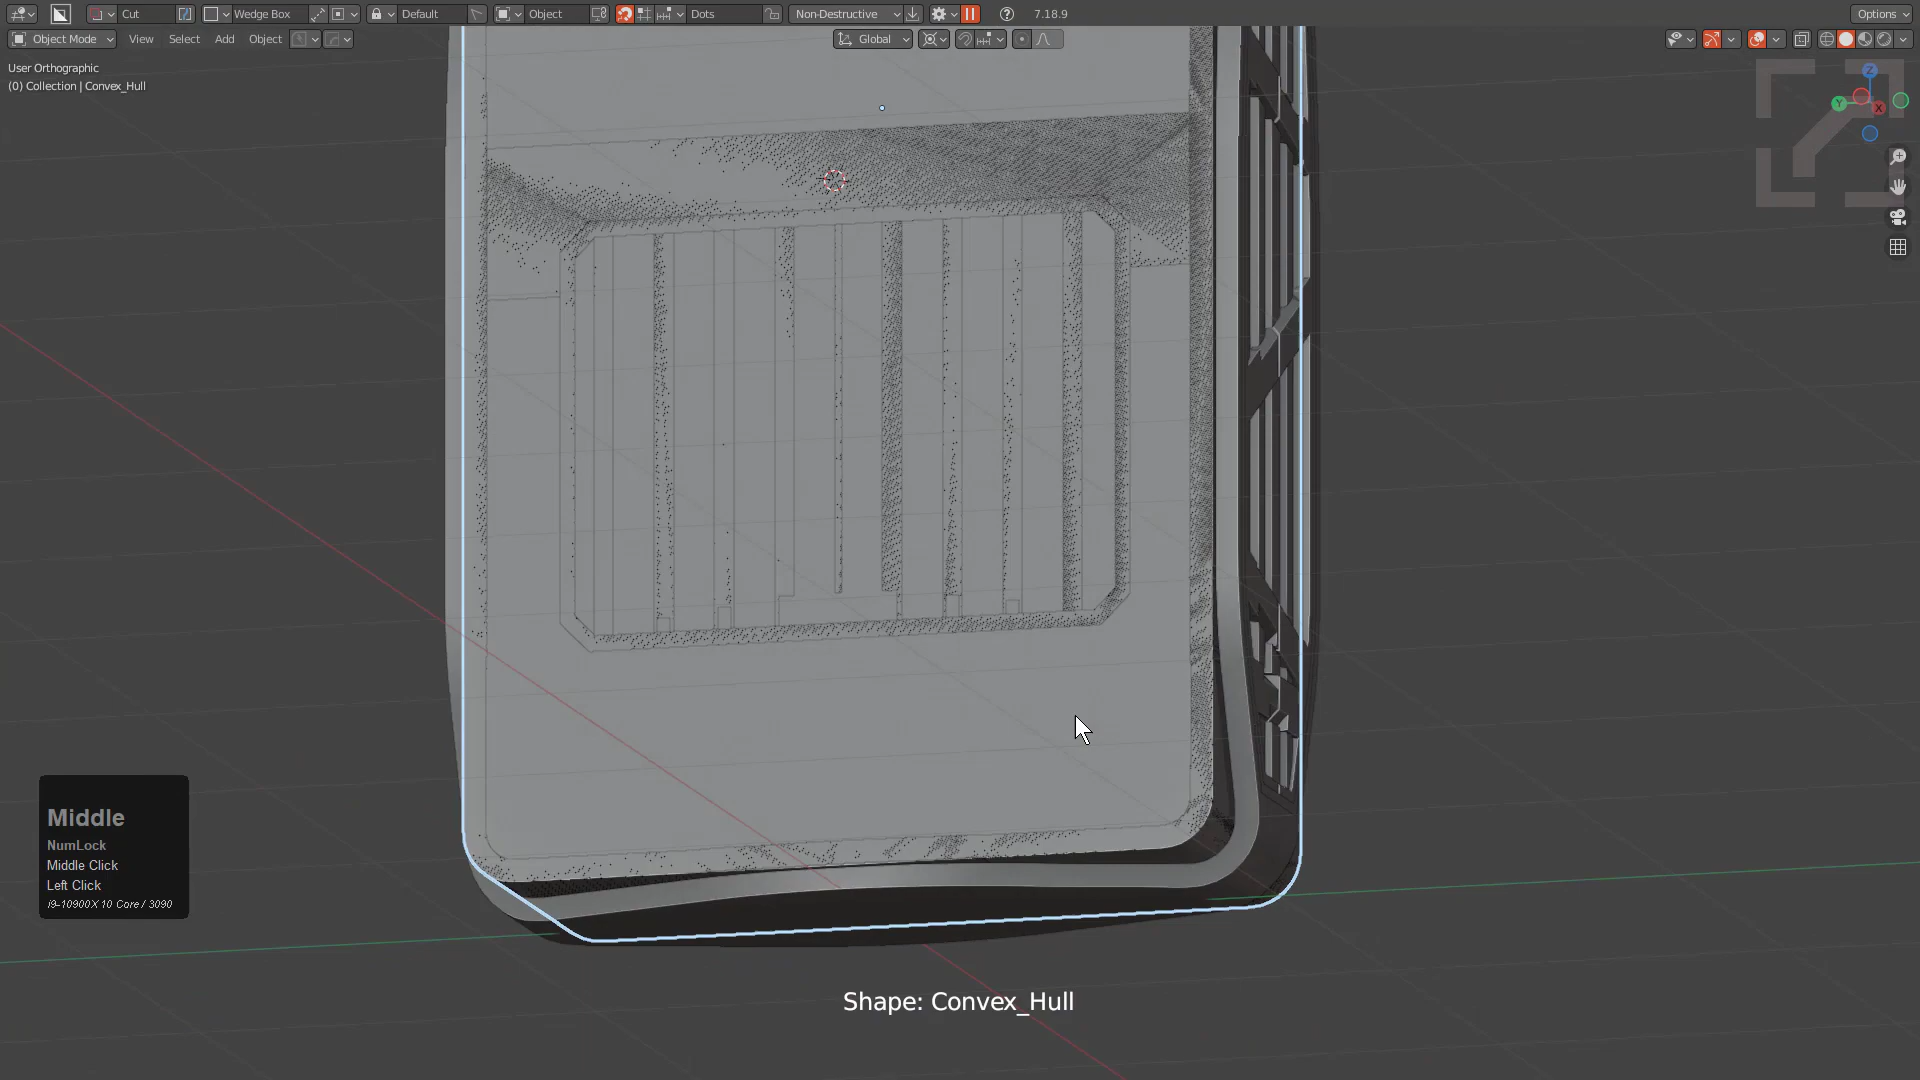 Cut Wedge Box Default Object Dots Non-Destructive 7.18.9 Options
Object Mode View Select Add Object Global
User Orthographic
(0) Collection | Convex_Hull
Z
Y
X
Middle
NumLock
Middle Click
Left Click
i9-10900X 10 Core / 3090
Shape: Convex_Hull